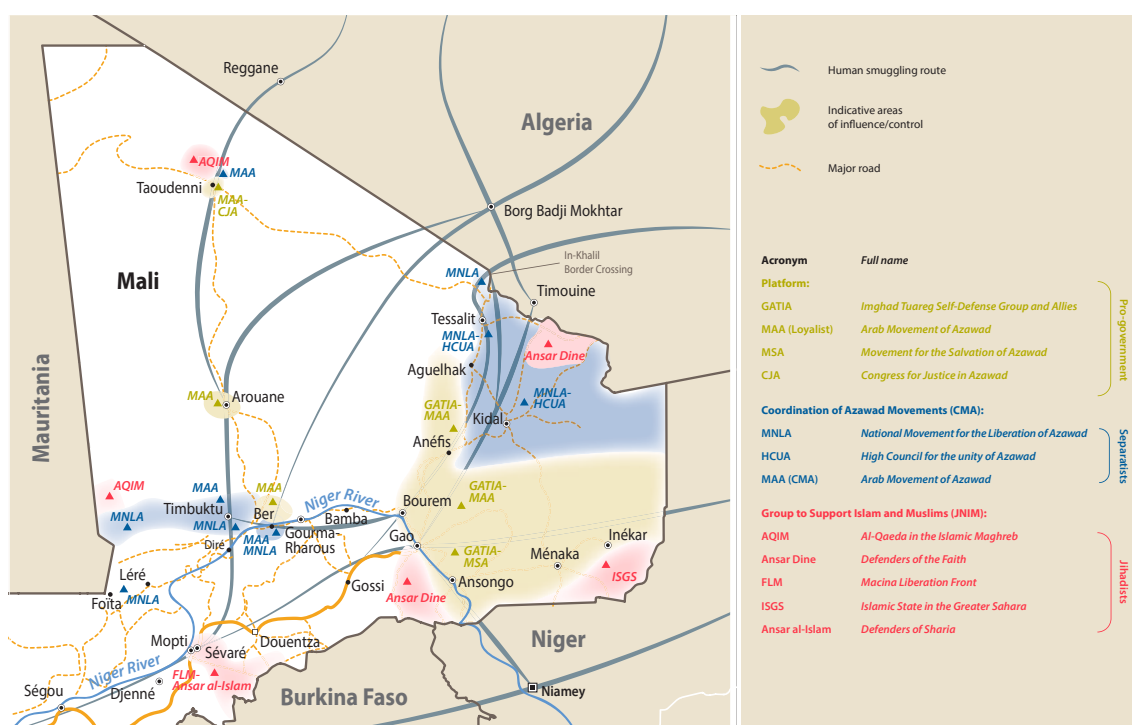 Reggane
Algeria
AQIM
MAA
Taoudenni
MAA-
CJA
Borg Badji Mokhtar
In-Khalil
Border Crossing
Mali
MNLA
Timouine
Tessalit
MNLA-
HCUA
Ansar Dine
Aguelhak
Mauritania
MAA
Arouane
GATIA-
MAA
MNLA-
HCUA
Kidal
Anéfis
AQIM
MAA
MAA
GATIA-
MAA
Niger River
Timbuktu
Ber
Bourem
MNLA
MNLA
Bamba
MAA
MNLA
Gourma-
Rharous
Diré
Gao
Inékar
GATIA-
MSA
Ménaka
Léré
Gossi
Ansongo
ISGS
MNLA
Ansar Dine
Foïta
Mopti
Sévaré
Douentza
Niger
Niger River
FLM-
Ansar al-Islam
Ségou
Djenné
Burkina Faso
Niamey
Human smuggling route
Indicative areas
of influence/control
Major road
Acronym Full name
Platform:
GATIA Imghad Tuareg Self-Defense Group and Allies
MAA (Loyalist) Arab Movement of Azawad
MSA Movement for the Salvation of Azawad
CJA Congress for Justice in Azawad
Pro-government
Coordination of Azawad Movements (CMA):
MNLA National Movement for the Liberation of Azawad
HCUA High Council for the unity of Azawad
MAA (CMA) Arab Movement of Azawad
Separatists
Group to Support Islam and Muslims (JNIM):
AQIM Al-Qaeda in the Islamic Maghreb
Ansar Dine Defenders of the Faith
FLM Macina Liberation Front
ISGS Islamic State in the Greater Sahara
Ansar al-Islam Defenders of Sharia
Jihadists